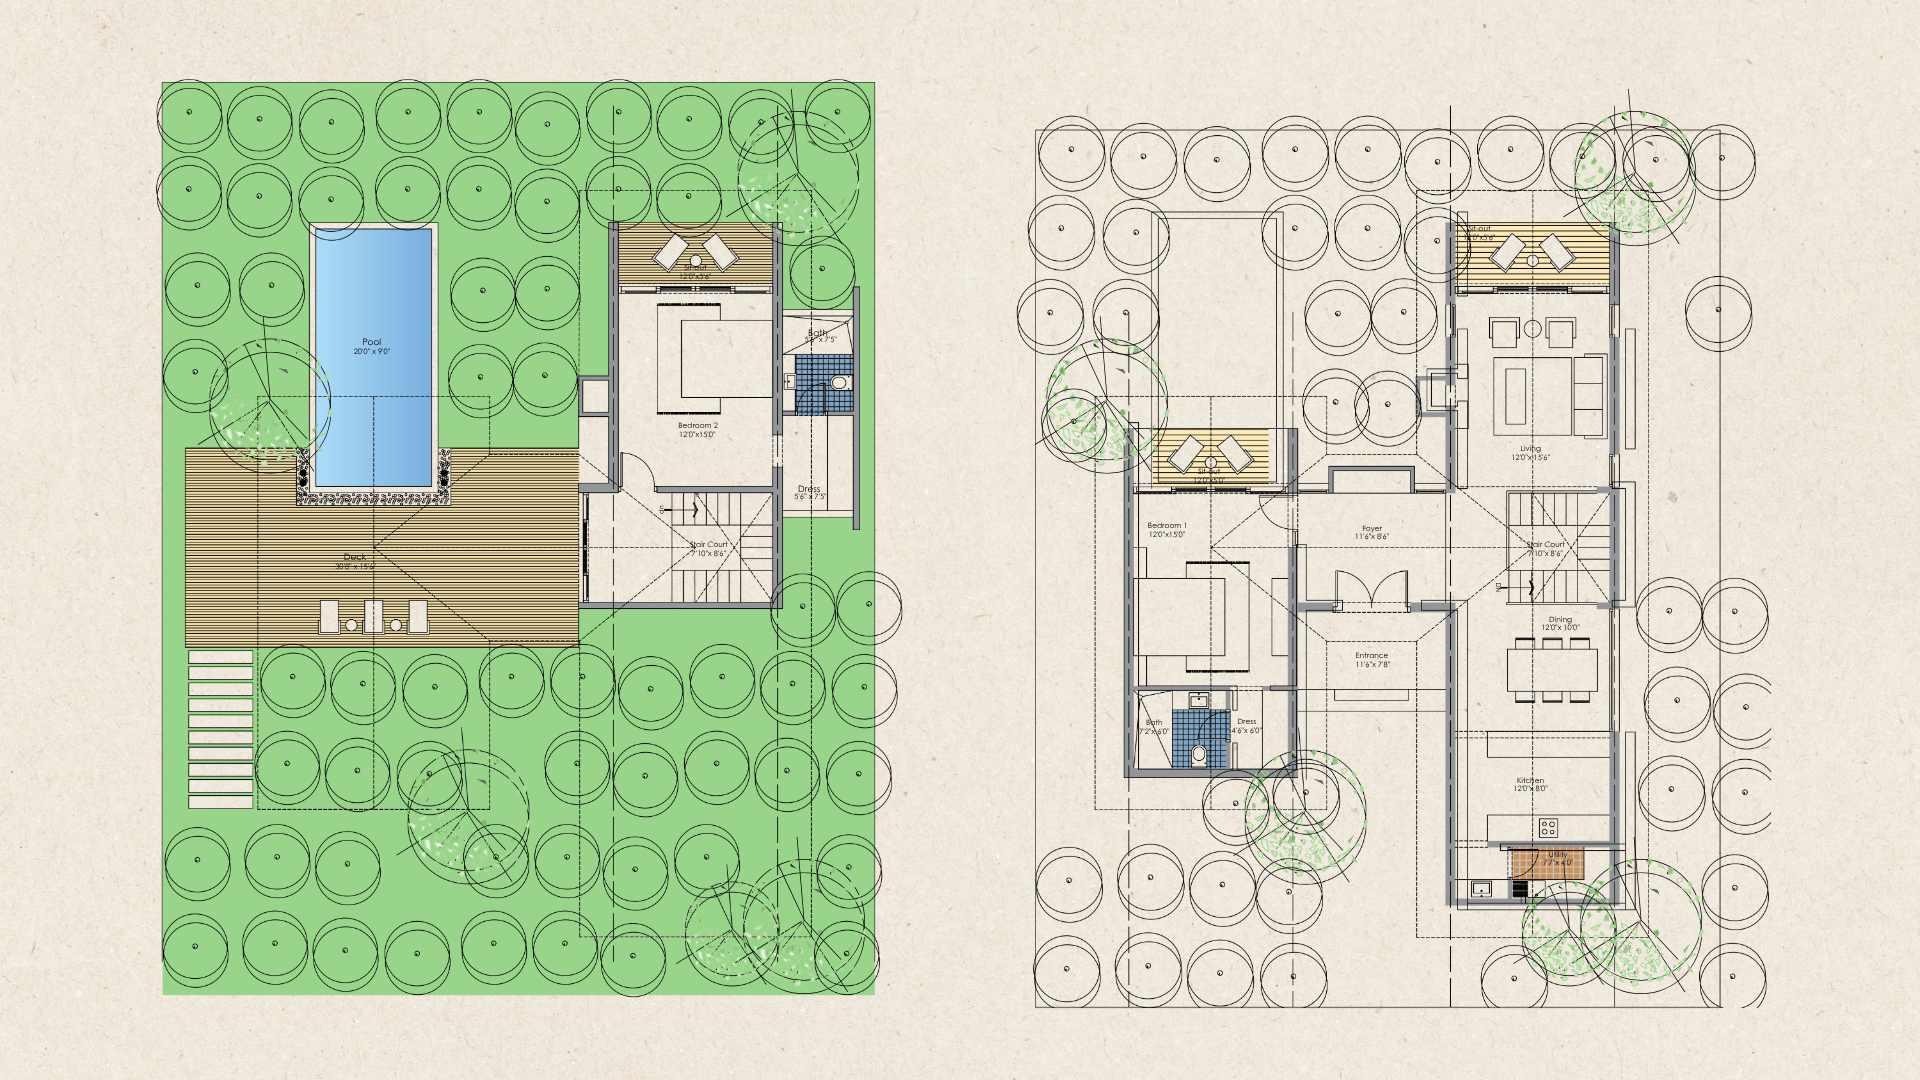 Sit-out
12'0"x5'6"
Bath
5'6" x 7'5"
Pool
20'0" x 9'0"
Bedroom 2
12'0"x15'0"
Dress
5'6" x 7'5"
UP
Stair Court
7'10"x 8'6"
Deck
30'8" x 15'6"
Sit-out
12'0"x5'6"
Living
12'0"x15'6"
Sit-out
12'0"x5'0"
Bedroom 1
12'0"x15'0"
Foyer
11'6"x 8'6"
Stair Court
7'10"x 8'6"
DN
Dining
12'0"x 10'0"
Entrance
11'6"x 7'8"
Bath
7'2"x 6'0"
Dress
4'6"x 6'0"
Kitchen
12'0"x 8'0"
Utility
7'7"x 4'0"